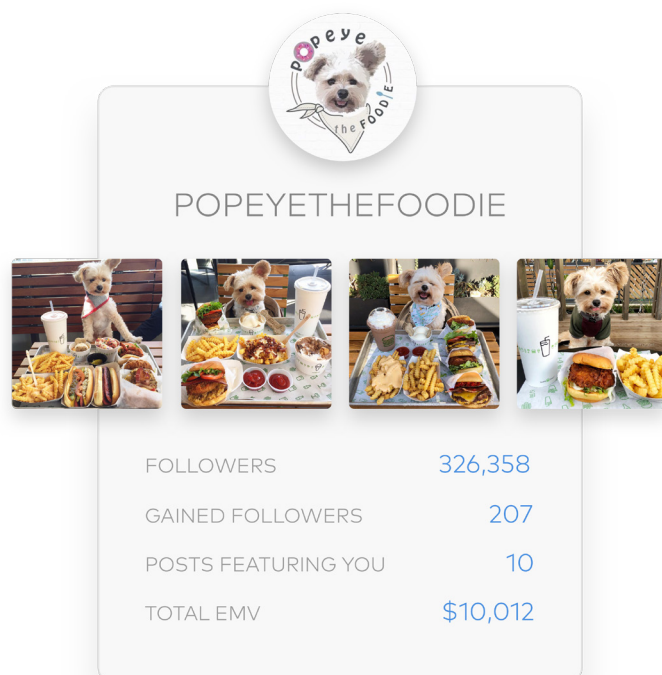 pOpeye
the FOODIE
POPEYETHEFOODIE
FOLLOWERS 326,358
GAINED FOLLOWERS 207
POSTS FEATURING YOU 10
TOTAL EMV $10,012